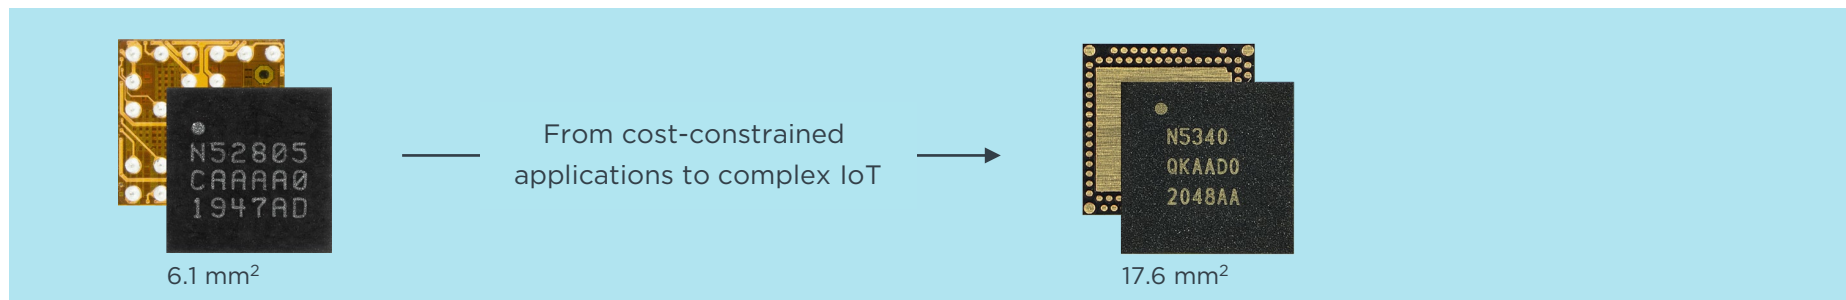 N52805
CAAAA0
1947AD
6.1 mm²
From cost-constrained
applications to complex IoT
N5340
QKAAD0
2048AA
17.6 mm²